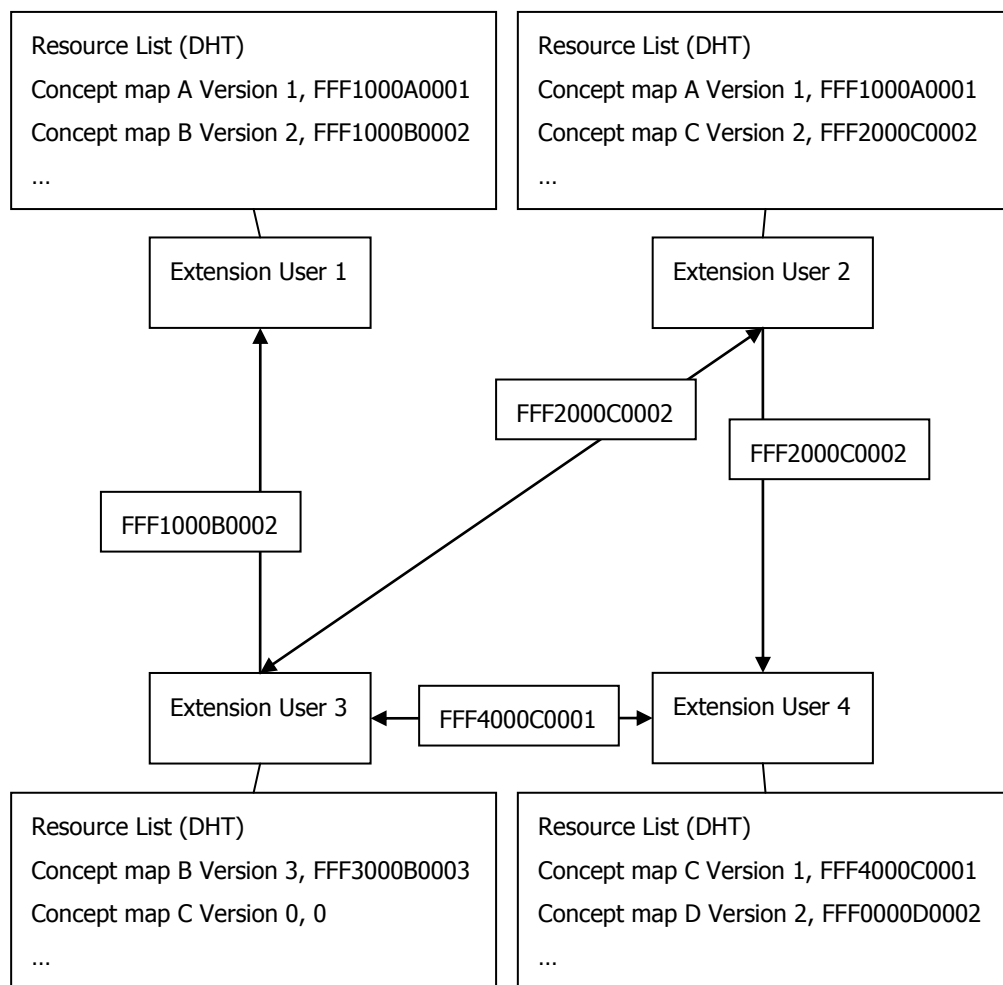 Resource List (DHT)
Concept map A Version 1, FFF1000A0001
Concept map B Version 2, FFF1000B0002
...
Resource List (DHT)
Concept map A Version 1, FFF1000A0001
Concept map C Version 2, FFF2000C0002
...
Extension User 1
Extension User 2
FFF2000C0002
FFF2000C0002
FFF1000B0002
Extension User 3
FFF4000C0001
Extension User 4
Resource List (DHT)
Concept map B Version 3, FFF3000B0003
Concept map C Version 0, 0
...
Resource List (DHT)
Concept map C Version 1, FFF4000C0001
Concept map D Version 2, FFF0000D0002
...